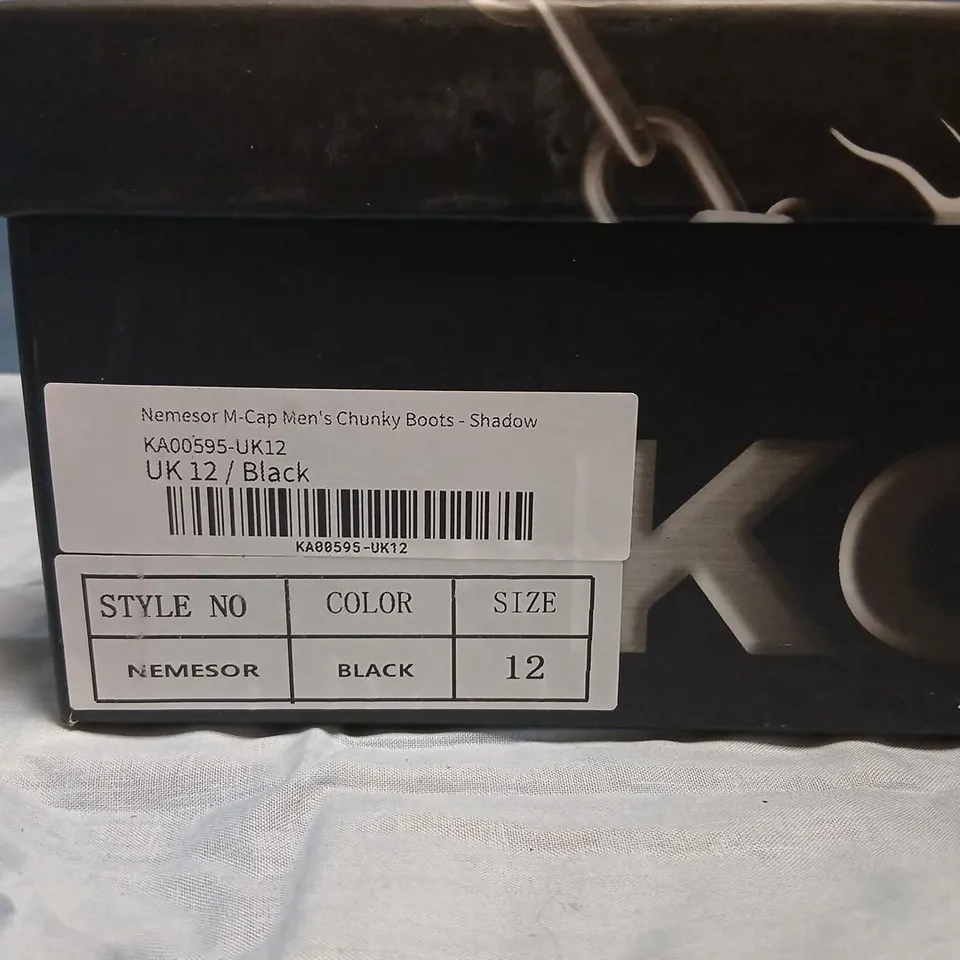 Nemesor M-Cap Men's Chunky Boots - Shadow
KA00595-UK12
UK 12 / Black
KA00595-UK12
STYLE NO COLOR SIZE
NEMESOR BLACK 12
KO